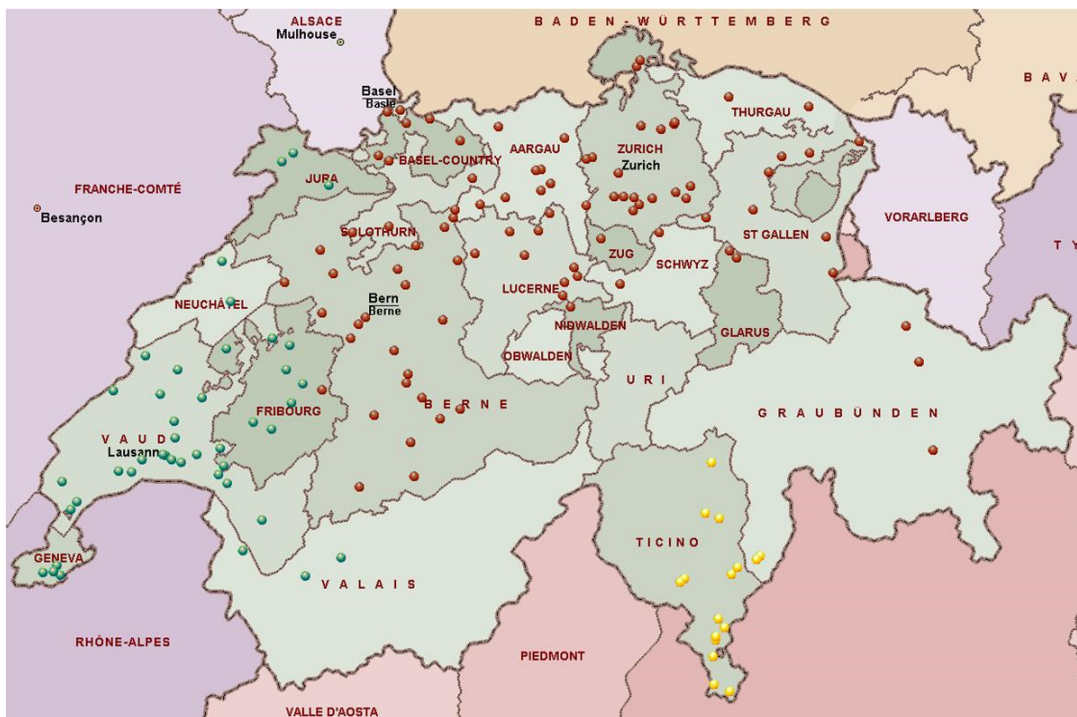 ALSACE
Mulhouse
BADEN-WÜRTTEMBERG
Basel
Basle
THURGAU
AARGAU
ZURICH
Zurich
BASEL-COUNTRY
JURA
FRANCHE-COMTÉ
Besançon
VORARLBERG
SOLOTHURN
ST GALLEN
ZUG
SCHWYZ
LUCERNE
NEUCHÂTEL
Bern
Berne
NIDWALDEN
GLARUS
OBWALDEN
URI
FRIBOURG
BERNE
GRAUBÜNDEN
VAUD
Lausann
TICINO
GENEVA
VALAIS
RHÔNE-ALPES
PIEDMONT
VALLE D'AOSTA